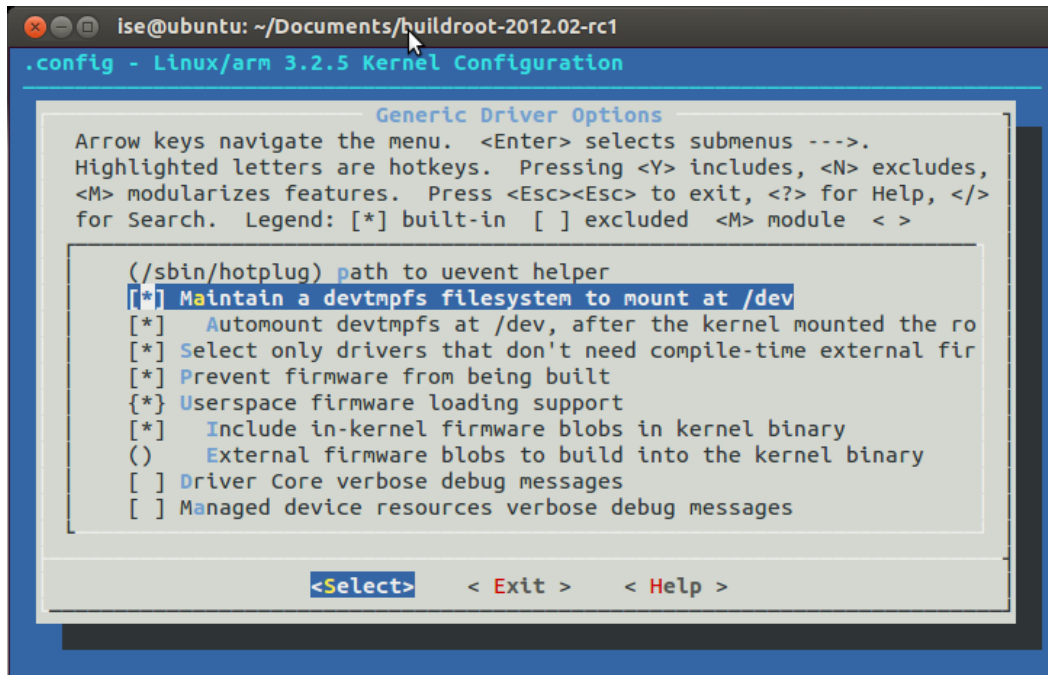 ise@ubuntu: ~/Documents/buildroot-2012.02-rc1
.config - Linux/arm 3.2.5 Kernel Configuration
Generic Driver Options
Arrow keys navigate the menu.  <Enter> selects submenus --->.
Highlighted letters are hotkeys.  Pressing <Y> includes, <N> excludes,
<M> modularizes features.  Press <Esc><Esc> to exit, <?> for Help, </>
for Search.  Legend: [*] built-in  [ ] excluded  <M> module  < >
(/sbin/hotplug) path to uevent helper
[*] Maintain a devtmpfs filesystem to mount at /dev
[*]   Automount devtmpfs at /dev, after the kernel mounted the ro
[*] Select only drivers that don't need compile-time external fir
[*] Prevent firmware from being built
{*} Userspace firmware loading support
[*]   Include in-kernel firmware blobs in kernel binary
()    External firmware blobs to build into the kernel binary
[ ] Driver Core verbose debug messages
[ ] Managed device resources verbose debug messages
<Select>    < Exit >    < Help >